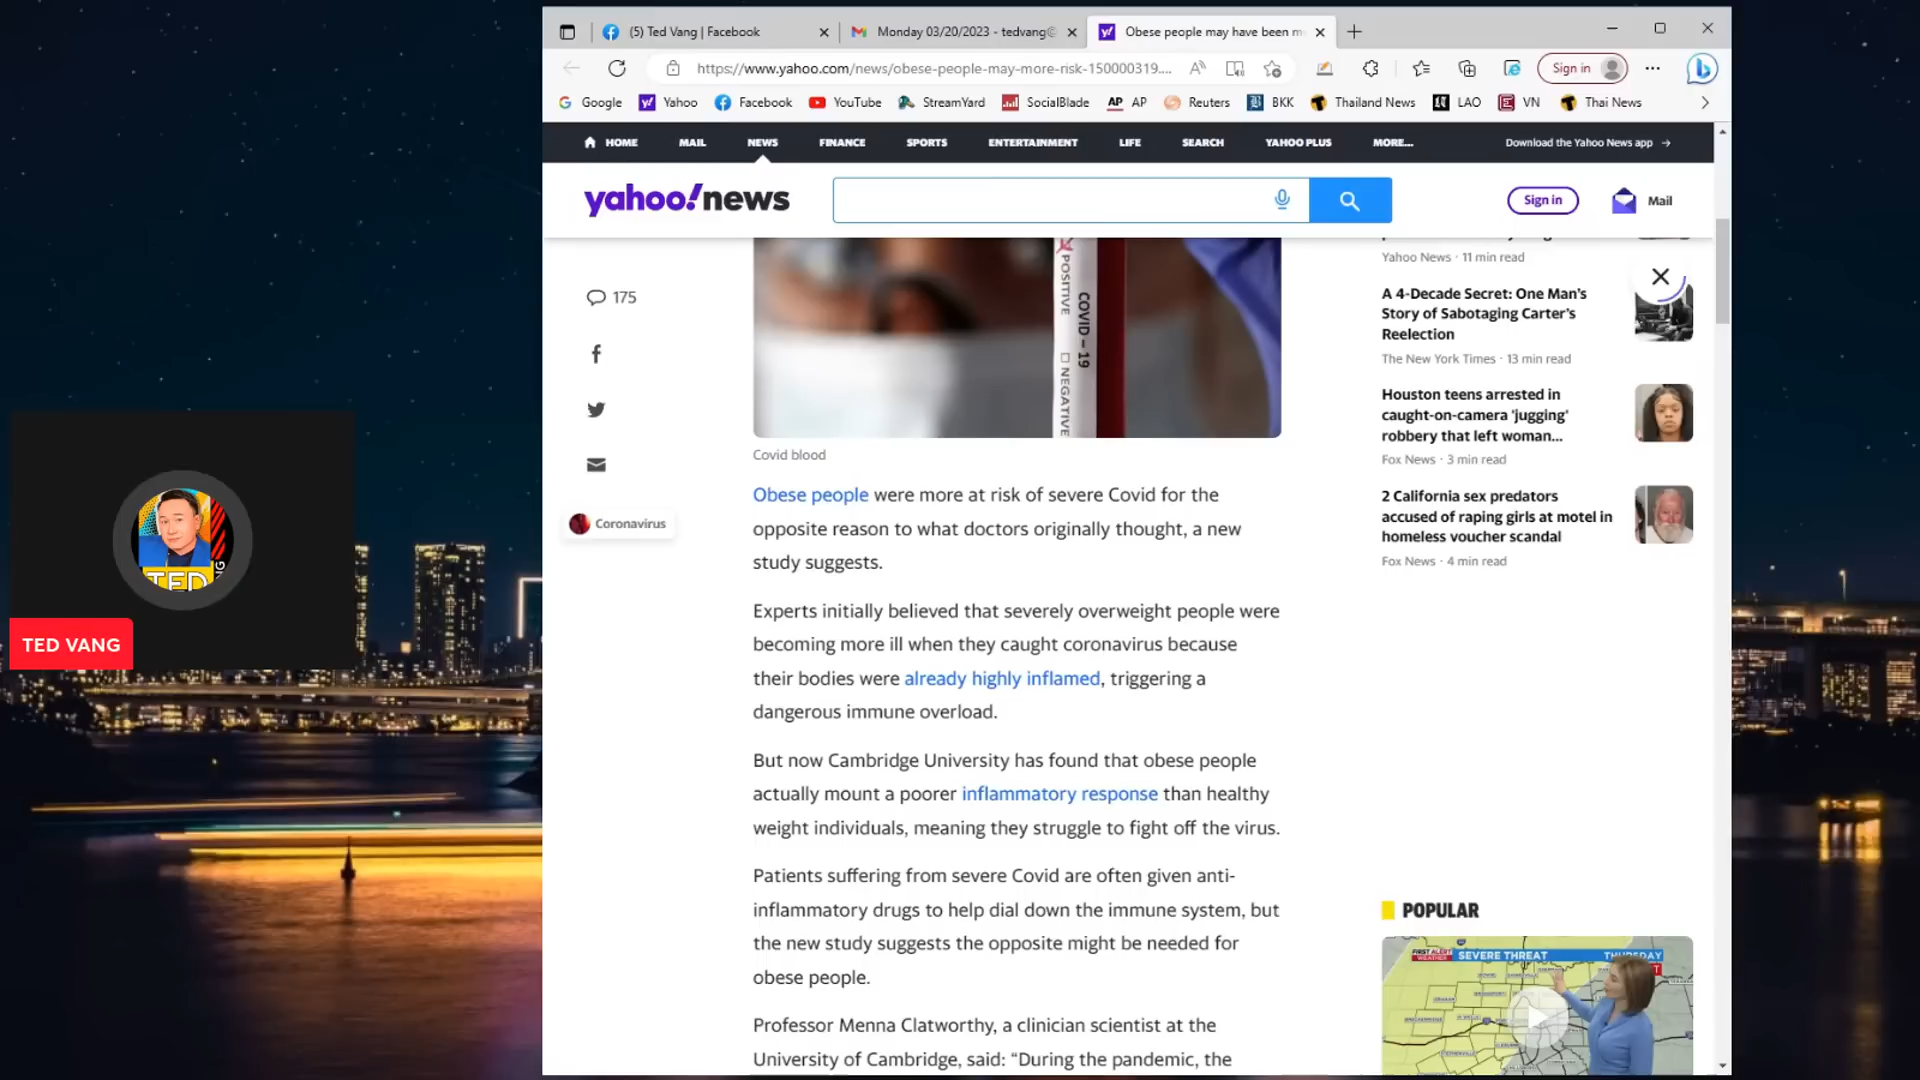 (5) Ted Vang | Facebook
Monday 03/20/2023 - tedvang@
Obese people may have been m
https://www.yahoo.com/news/obese-people-may-more-risk-150000319....
Sign in
Google
Yahoo
Facebook
YouTube
StreamYard
SocialBlade
AP AP
Reuters
BKK
Thailand News
LAO
VN
Thai News
HOME
MAIL
NEWS
FINANCE
SPORTS
ENTERTAINMENT
LIFE
SEARCH
YAHOO PLUS
MORE...
Download the Yahoo News app →
yahoo!news
Sign in
Mail
175
Coronavirus
POSITIVE
NEGATIVE
COVID – 19
Covid blood
Obese people were more at risk of severe Covid for the
opposite reason to what doctors originally thought, a new
study suggests.
Experts initially believed that severely overweight people were
becoming more ill when they caught coronavirus because
their bodies were already highly inflamed, triggering a
dangerous immune overload.
But now Cambridge University has found that obese people
actually mount a poorer inflammatory response than healthy
weight individuals, meaning they struggle to fight off the virus.
Patients suffering from severe Covid are often given anti-
inflammatory drugs to help dial down the immune system, but
the new study suggests the opposite might be needed for
obese people.
Professor Menna Clatworthy, a clinician scientist at the
University of Cambridge, said: “During the pandemic, the
Yahoo News · 11 min read
A 4-Decade Secret: One Man's
Story of Sabotaging Carter's
Reelection
The New York Times · 13 min read
Houston teens arrested in
caught-on-camera 'jugging'
robbery that left woman...
Fox News · 3 min read
2 California sex predators
accused of raping girls at motel in
homeless voucher scandal
Fox News · 4 min read
POPULAR
FIRST ALERT
WEATHER
SEVERE THREAT
THURSDAY
TED
TED VANG